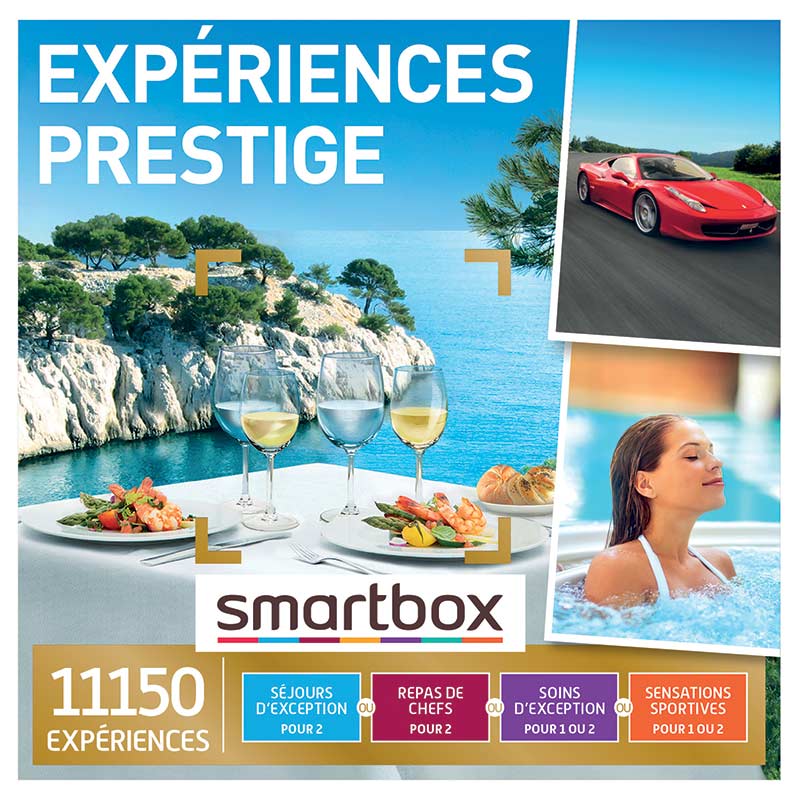 EXPÉRIENCES
PRESTIGE
smartbox
11150
EXPÉRIENCES
SÉJOURS
D'EXCEPTION
POUR 2
OU
REPAS DE
CHEFS
POUR 2
OU
SOINS
D'EXCEPTION
POUR 1 OU 2
OU
SENSATIONS
SPORTIVES
POUR 1 OU 2